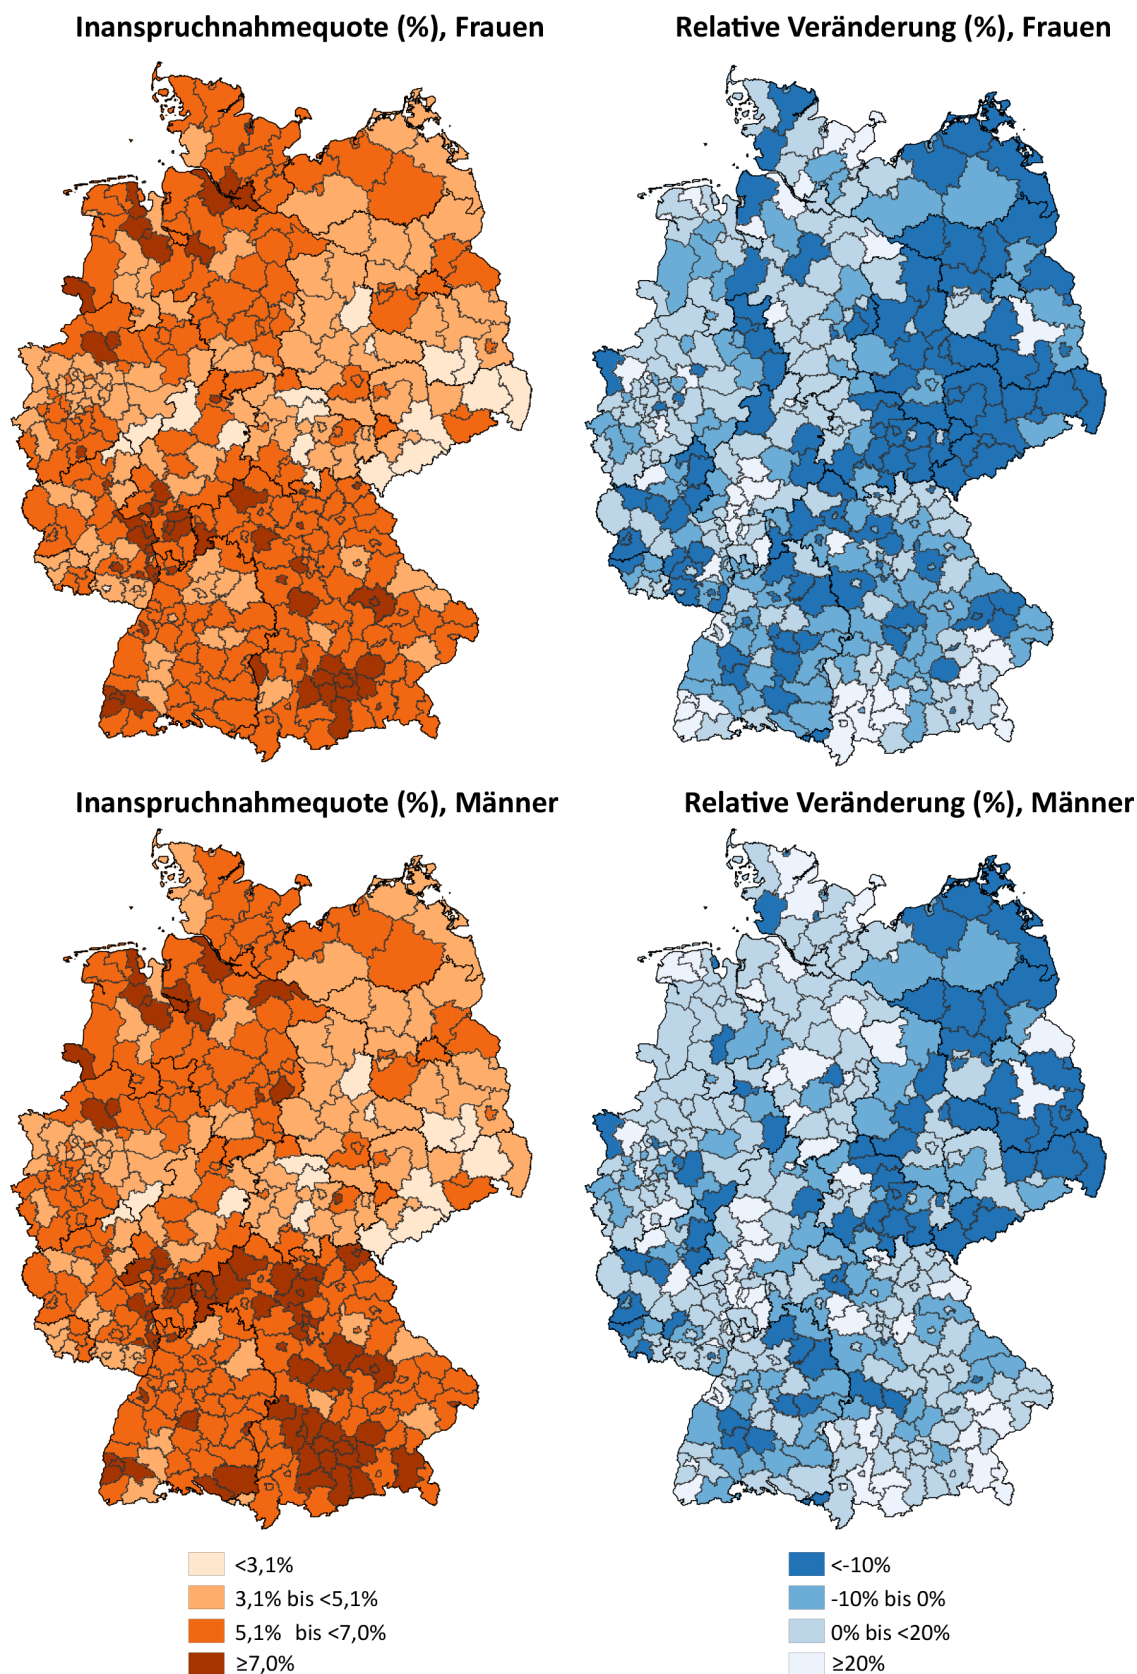 Inanspruchnahmequote (%), Frauen
Relative Veränderung (%), Frauen
Inanspruchnahmequote (%), Männer
Relative Veränderung (%), Männer
<3,1%
3,1% bis <5,1%
5,1% bis <7,0%
≥7,0%
<-10%
-10% bis 0%
0% bis <20%
≥20%